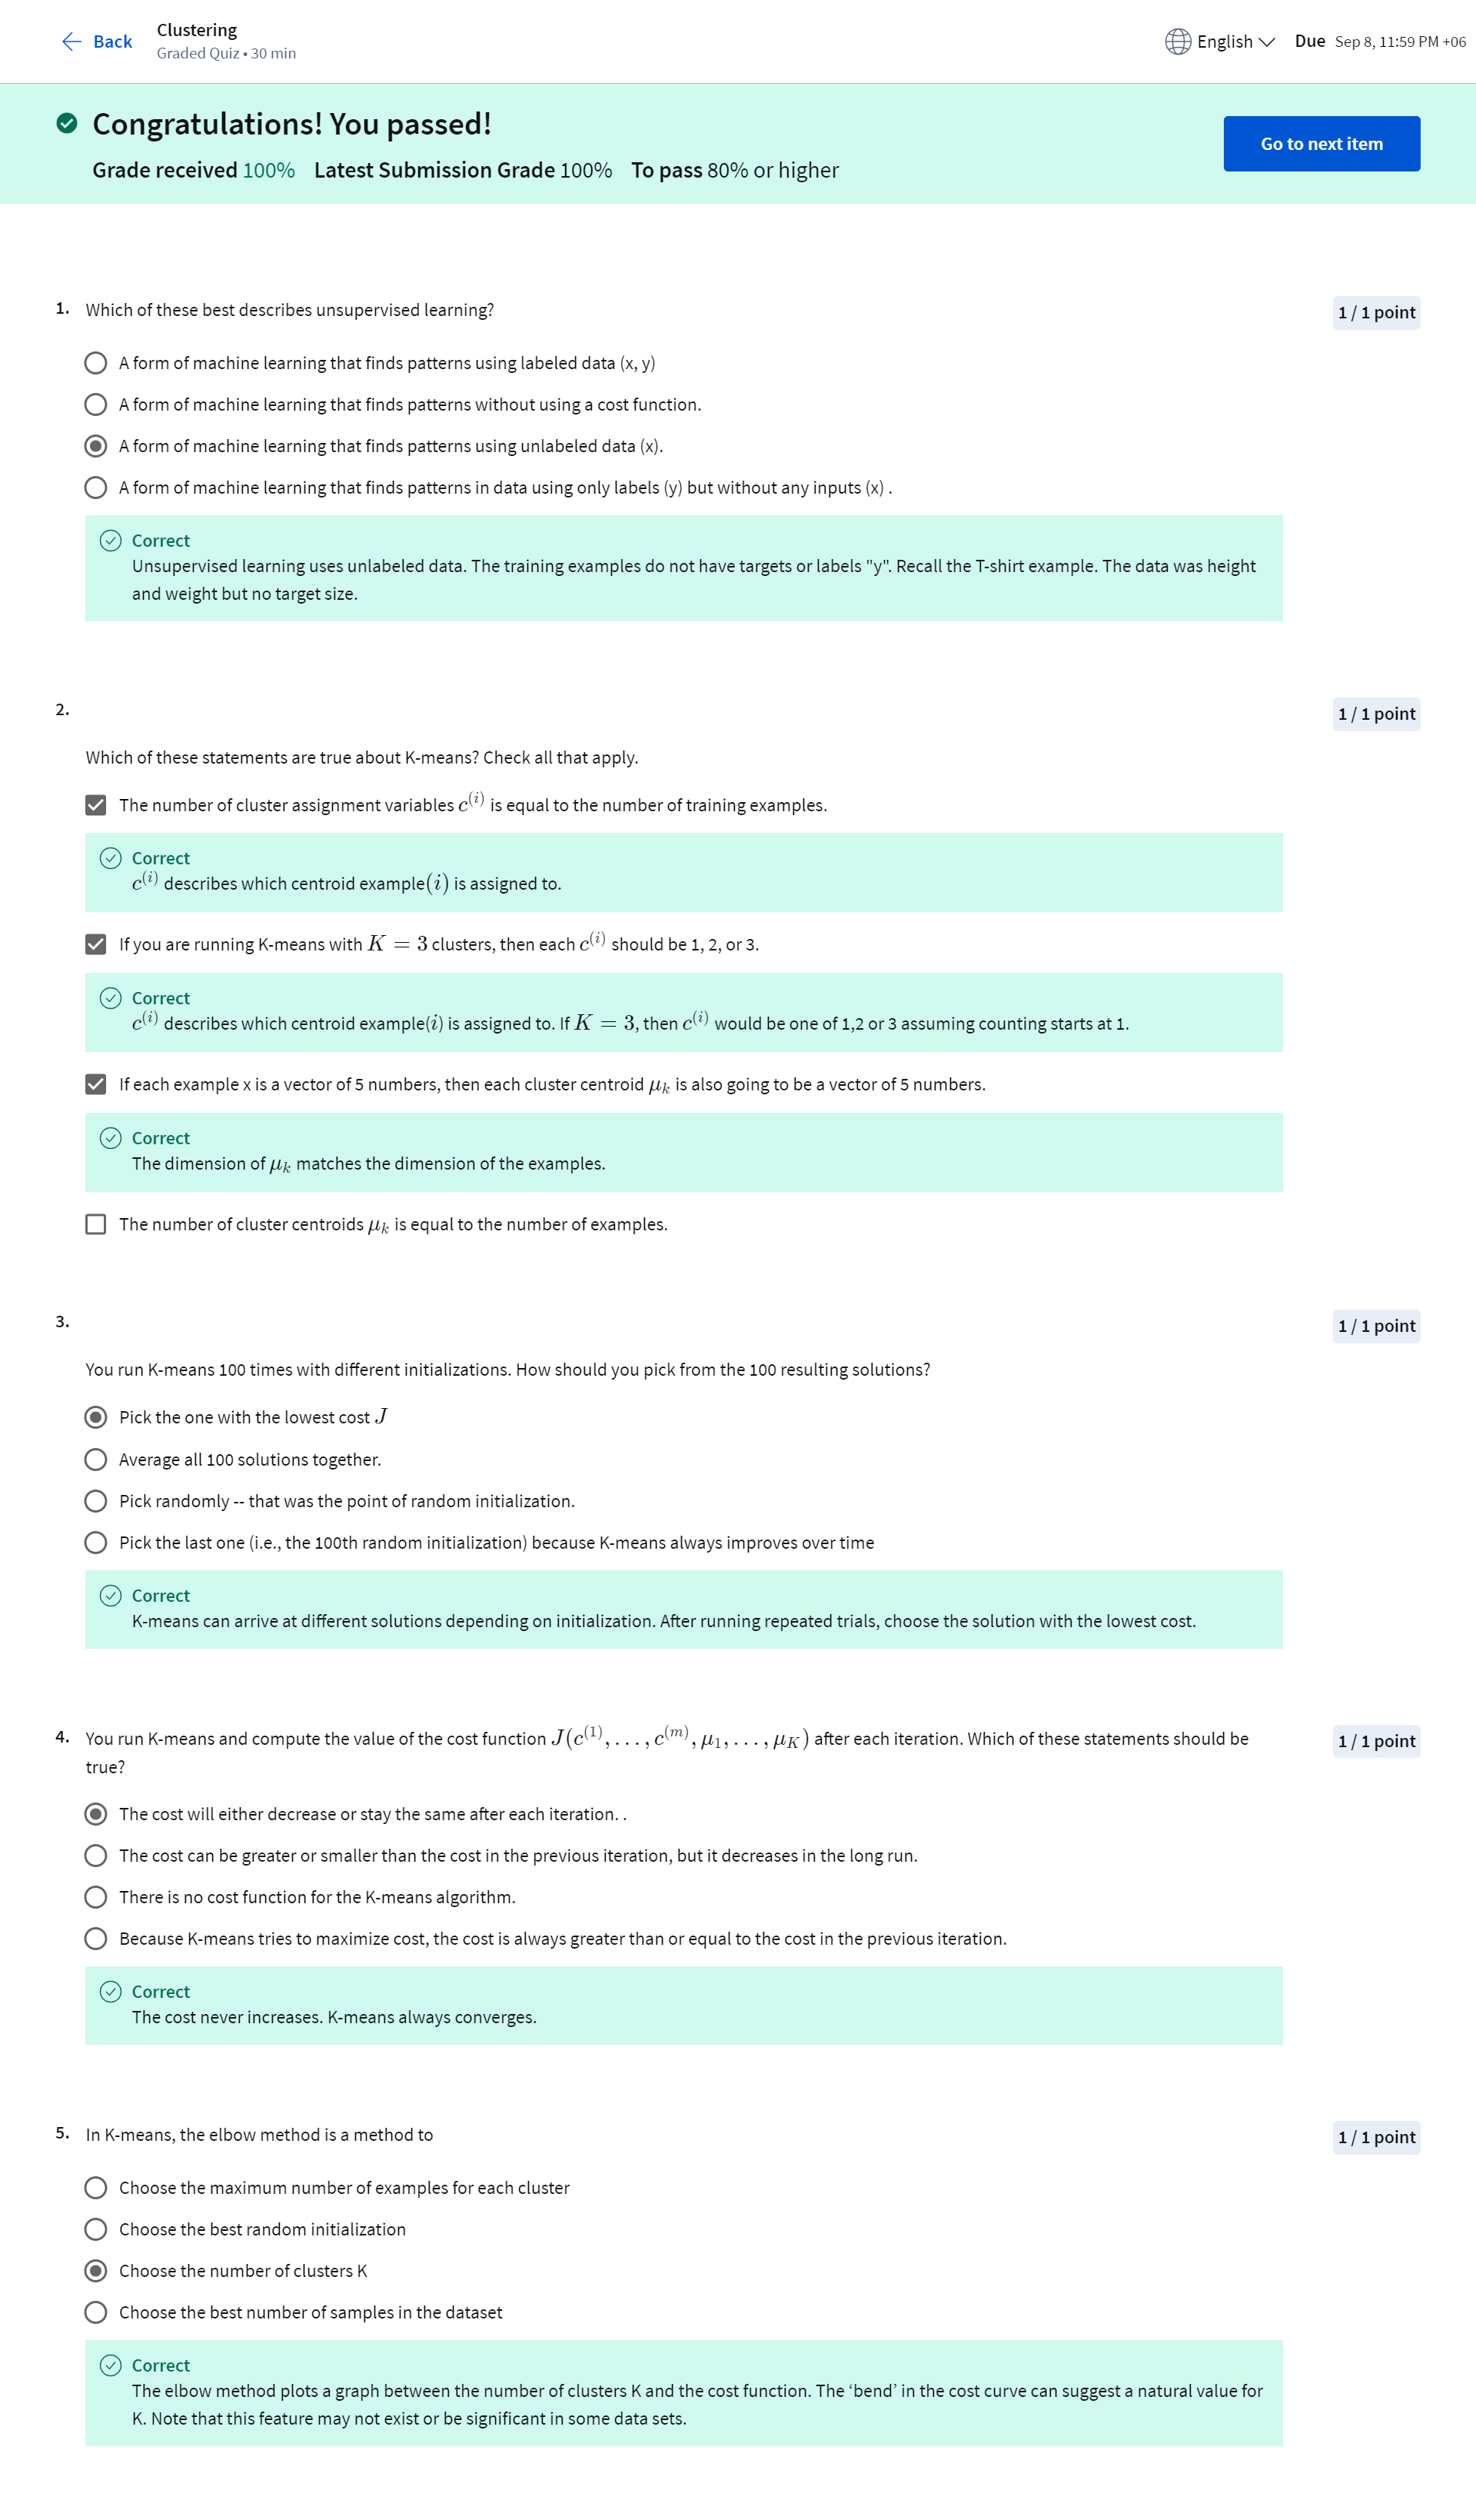 Back
Clustering
Graded Quiz • 30 min
English
Due Sep 8, 11:59 PM +06
Congratulations! You passed!
Grade received 100% Latest Submission Grade 100% To pass 80% or higher
Go to next item
1. Which of these best describes unsupervised learning?
1 / 1 point
A form of machine learning that finds patterns using labeled data (x, y)
A form of machine learning that finds patterns without using a cost function.
A form of machine learning that finds patterns using unlabeled data (x).
A form of machine learning that finds patterns in data using only labels (y) but without any inputs (x) .
Correct
Unsupervised learning uses unlabeled data. The training examples do not have targets or labels "y". Recall the T-shirt example. The data was height
and weight but no target size.
2.
1 / 1 point
Which of these statements are true about K-means? Check all that apply.
The number of cluster assignment variables c^(i) is equal to the number of training examples.
Correct
c^(i) describes which centroid example(i) is assigned to.
If you are running K-means with K = 3 clusters, then each c^(i) should be 1, 2, or 3.
Correct
c^(i) describes which centroid example(i) is assigned to. If K = 3, then c^(i) would be one of 1,2 or 3 assuming counting starts at 1.
If each example x is a vector of 5 numbers, then each cluster centroid μ_k is also going to be a vector of 5 numbers.
Correct
The dimension of μ_k matches the dimension of the examples.
The number of cluster centroids μ_k is equal to the number of examples.
3.
1 / 1 point
You run K-means 100 times with different initializations. How should you pick from the 100 resulting solutions?
Pick the one with the lowest cost J
Average all 100 solutions together.
Pick randomly -- that was the point of random initialization.
Pick the last one (i.e., the 100th random initialization) because K-means always improves over time
Correct
K-means can arrive at different solutions depending on initialization. After running repeated trials, choose the solution with the lowest cost.
4. You run K-means and compute the value of the cost function J(c^(1), . . . , c^(m), μ_1, . . . , μ_K) after each iteration. Which of these statements should be
true?
1 / 1 point
The cost will either decrease or stay the same after each iteration. .
The cost can be greater or smaller than the cost in the previous iteration, but it decreases in the long run.
There is no cost function for the K-means algorithm.
Because K-means tries to maximize cost, the cost is always greater than or equal to the cost in the previous iteration.
Correct
The cost never increases. K-means always converges.
5. In K-means, the elbow method is a method to
1 / 1 point
Choose the maximum number of examples for each cluster
Choose the best random initialization
Choose the number of clusters K
Choose the best number of samples in the dataset
Correct
The elbow method plots a graph between the number of clusters K and the cost function. The ‘bend’ in the cost curve can suggest a natural value for
K. Note that this feature may not exist or be significant in some data sets.